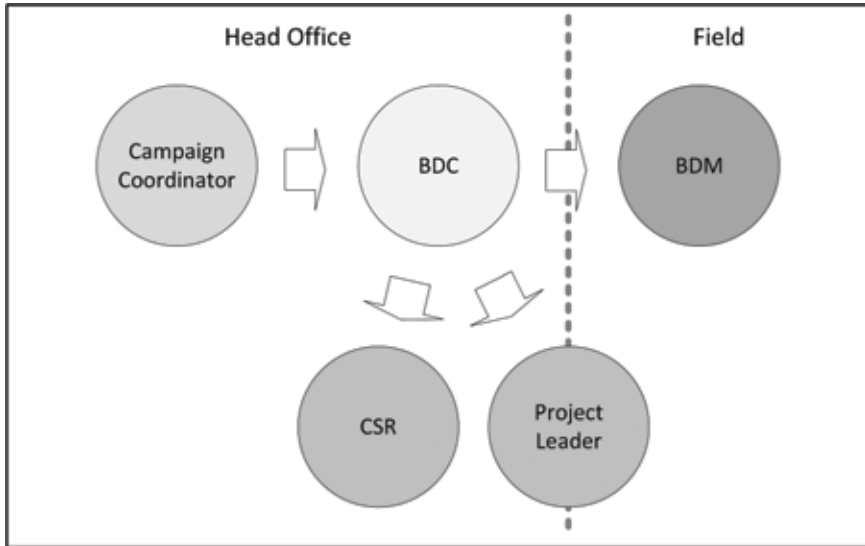 Head Office
Field
Campaign
Coordinator
BDC
BDM
CSR
Project
Leader